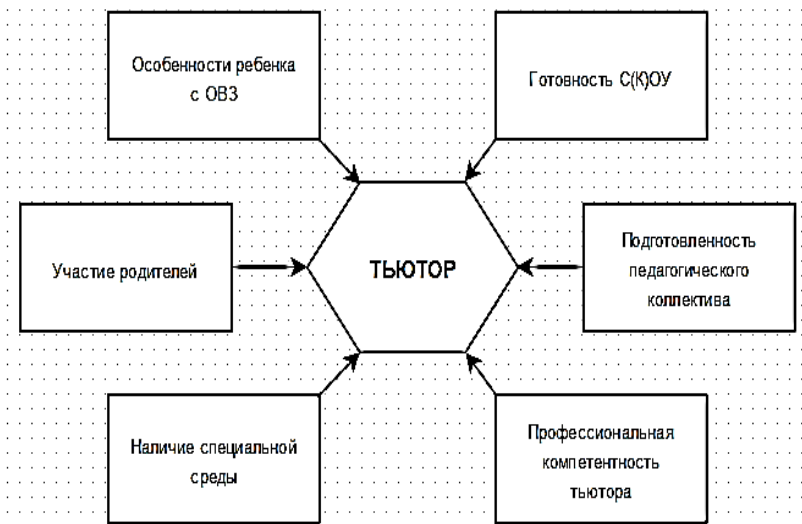 Особенности ребенка
с ОВЗ
Готовность С(К)ОУ
Участие родителей
ТЬЮТОР
Подготовленность
педагогического
коллектива
Наличие специальной
среды
Профессиональная
компетентность
тьютора